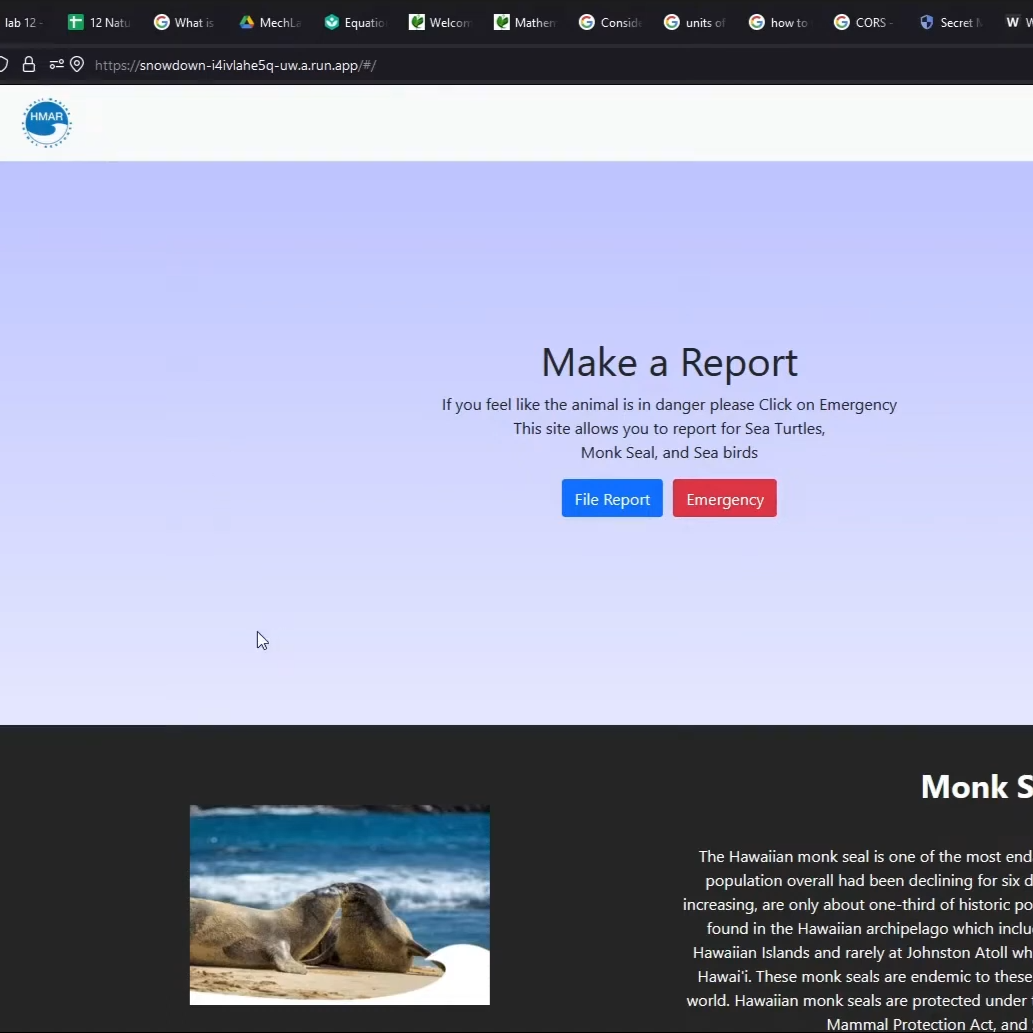 lab 12 - 12 Natu What is MechLa Equatio Welcom Mathem Conside units of how to CORS - Secret M W
https://snowdown-i4ivlahe5q-uw.a.run.app/#/
HMAR
Make a Report
If you feel like the animal is in danger please Click on Emergency
This site allows you to report for Sea Turtles,
Monk Seal, and Sea birds
File Report Emergency
Monk S
The Hawaiian monk seal is one of the most end
population overall had been declining for six d
increasing, are only about one-third of historic po
found in the Hawaiian archipelago which inclu
Hawaiian Islands and rarely at Johnston Atoll wh
Hawai'i. These monk seals are endemic to these
world. Hawaiian monk seals are protected under
Mammal Protection Act, and